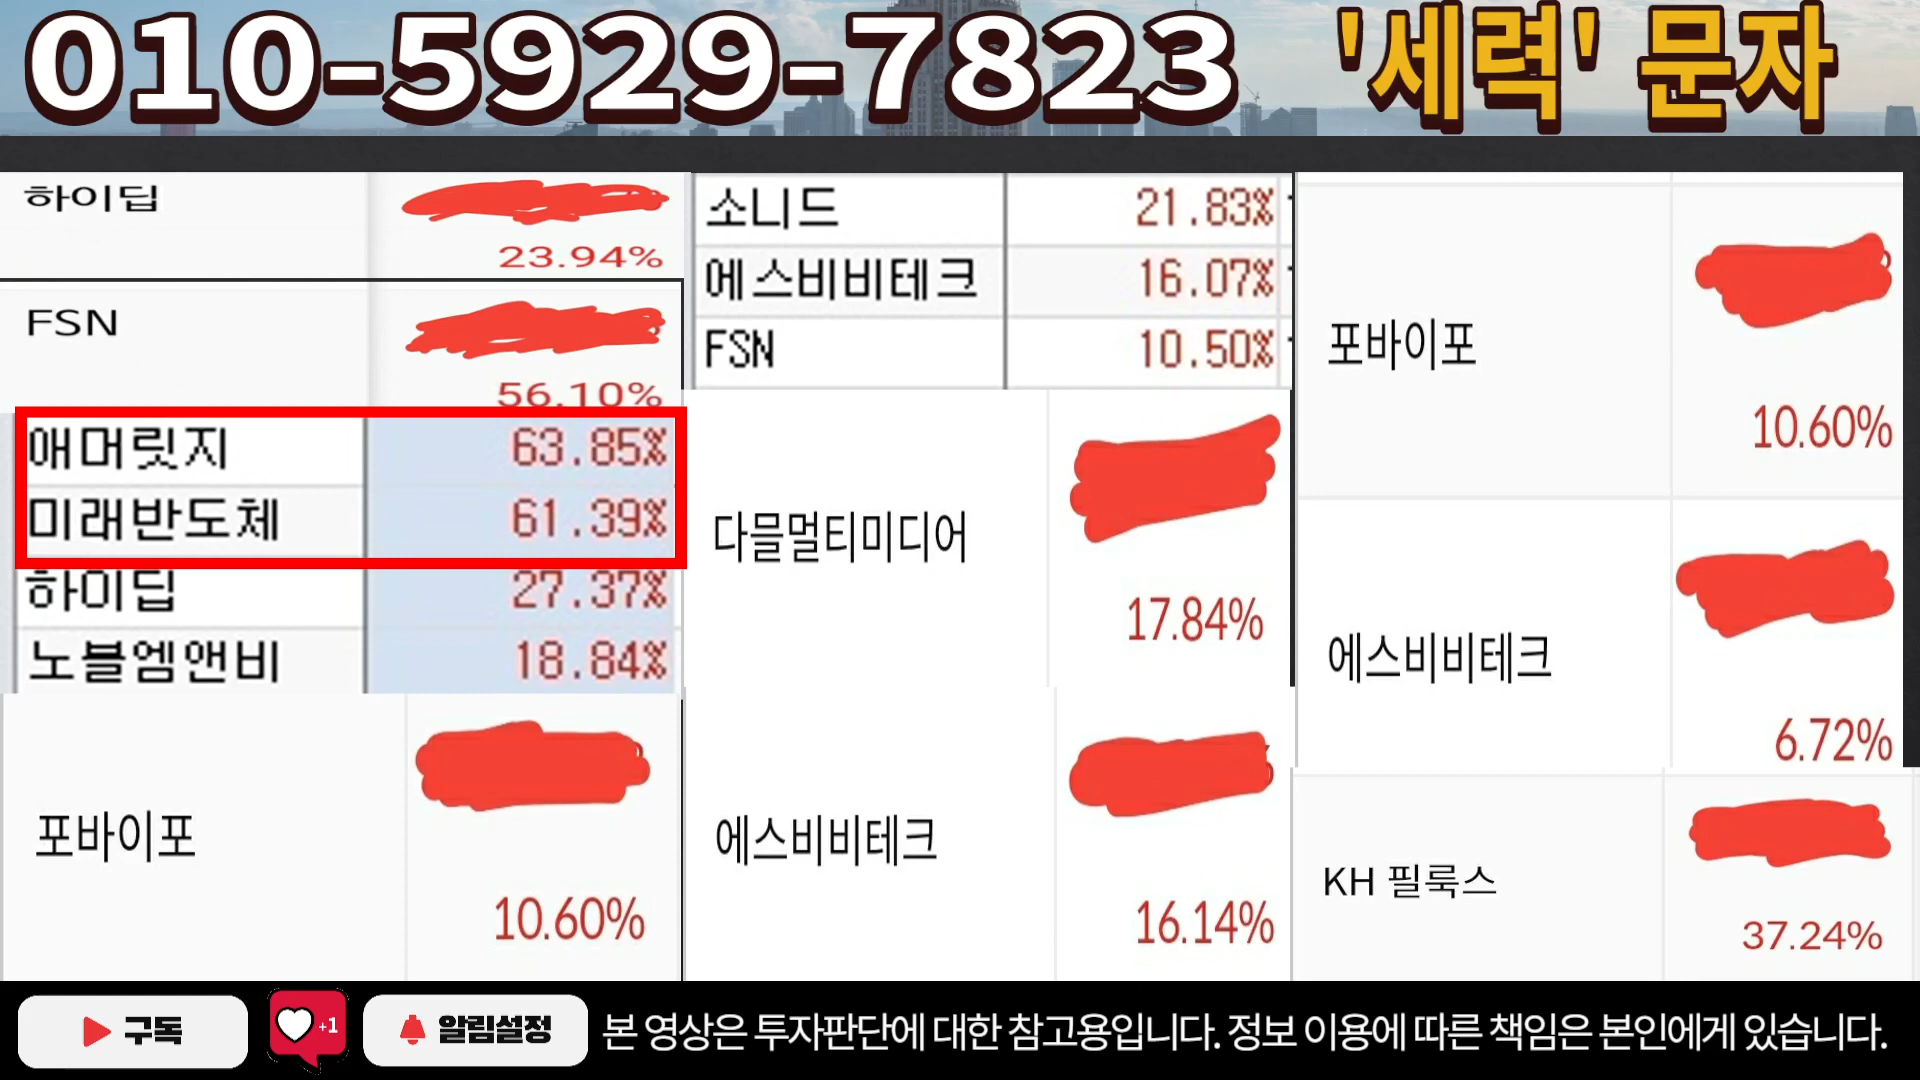 010-5929-7823 '세력' 문자
하이딥
23.94%
FSN
56.10%
애머릿지 63.85%
미래반도체 61.39%
하이딥 27.37%
노블엠앤비 18.84%
포바이포
10.60%
소니드 21.83%
에스비비테크 16.07%
FSN 10.50%
다믈멀티미디어
17.84%
에스비비테크
16.14%
포바이포
10.60%
에스비비테크
6.72%
KH 필룩스
37.24%
구독 +1 알림설정 본 영상은 투자판단에 대한 참고용입니다. 정보 이용에 따른 책임은 본인에게 있습니다.